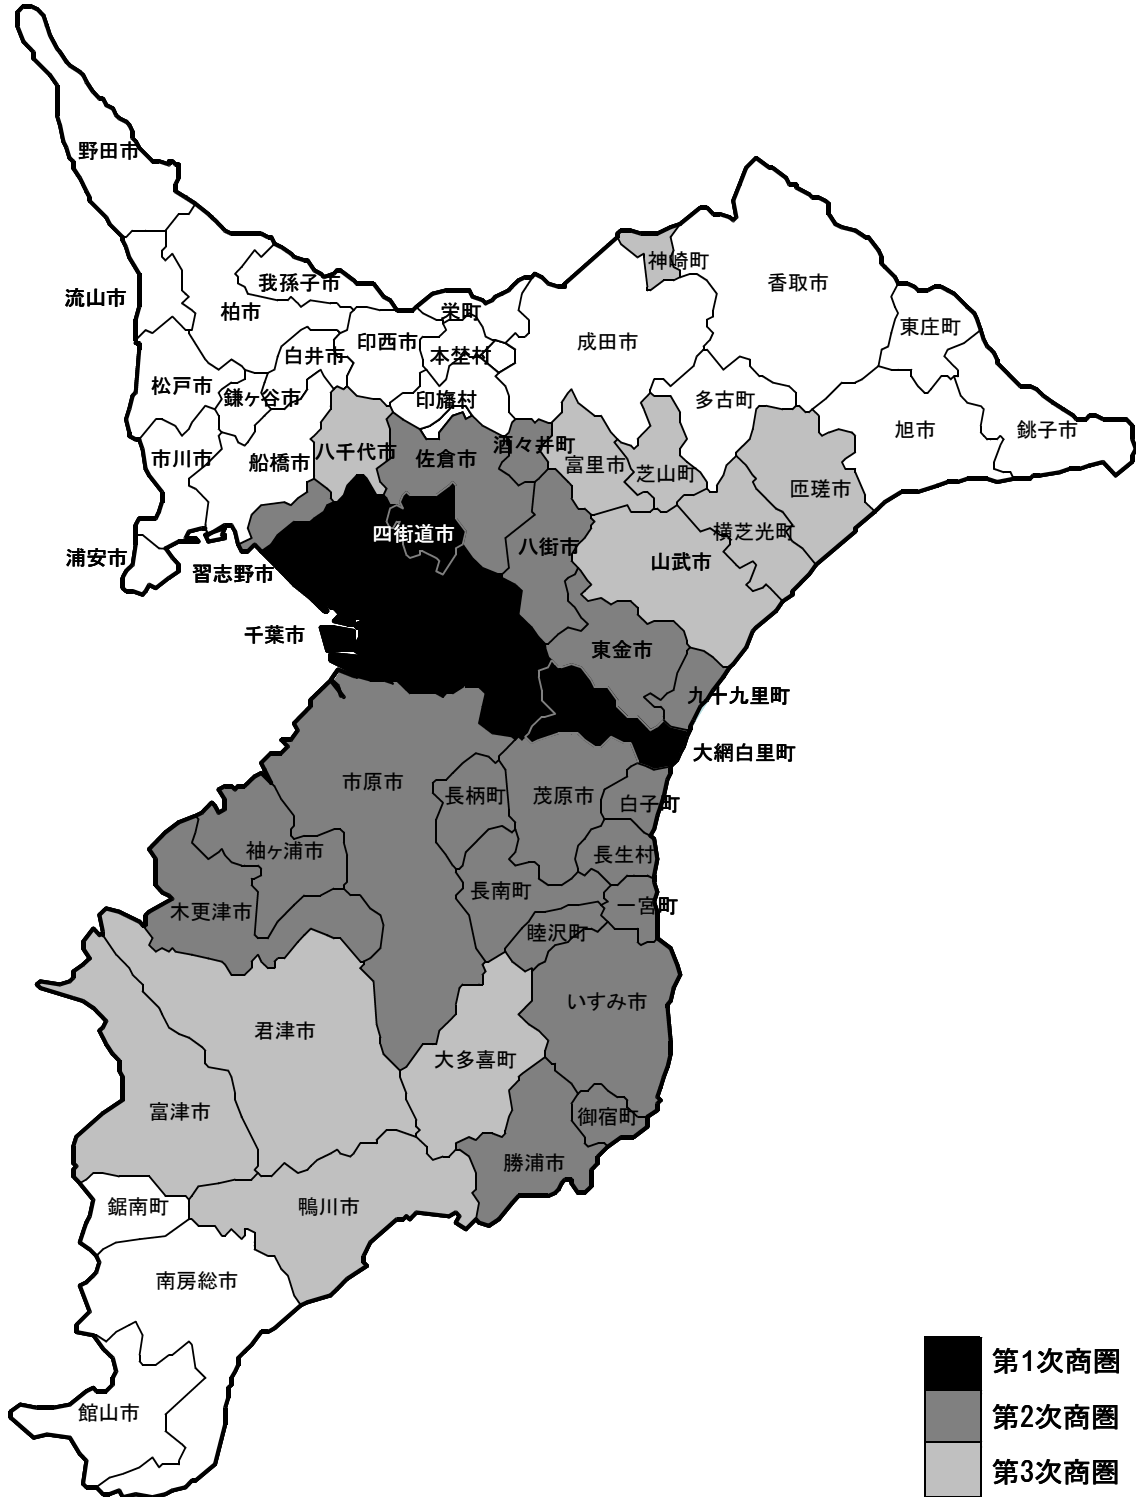 野田市
神崎町
我孫子市
香取市
流山市
柏市
栄町
東庄町
成田市
印西市
白井市
本埜村
松戸市
鎌ヶ谷市
印旛村
多古町
旭市
銚子市
市川市
船橋市
八千代市
佐倉市
酒々井町
富里市
芝山町
匝瑳市
四街道市
八街市
横芝光町
浦安市
習志野市
山武市
千葉市
東金市
九十九里町
大網白里町
市原市
長柄町
茂原市
白子町
袖ヶ浦市
長生村
木更津市
長南町
一宮町
睦沢町
いすみ市
君津市
大多喜町
富津市
御宿町
勝浦市
鋸南町
鴨川市
南房総市
館山市
第1次商圏
第2次商圏
第3次商圏